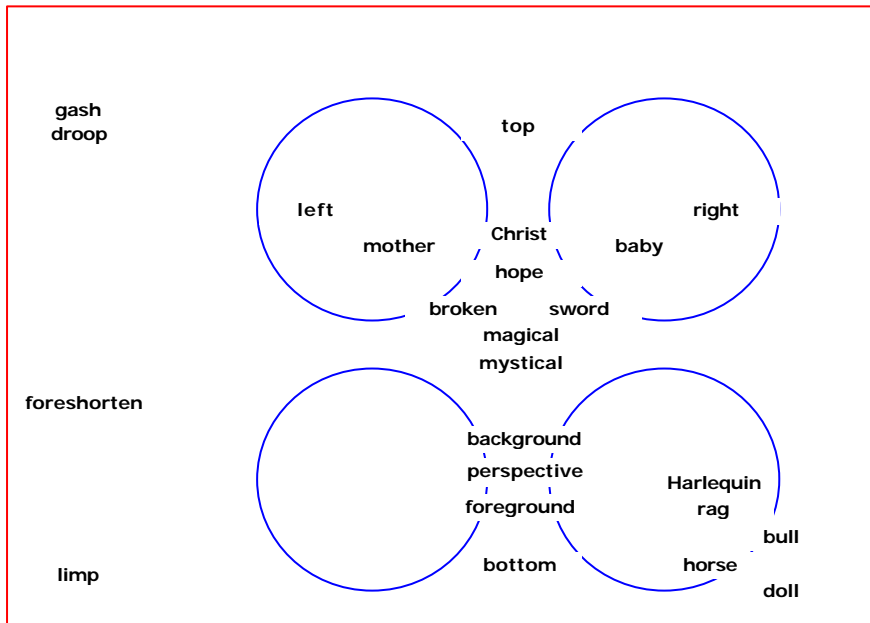 gash
droop
top
left
right
Christ
mother
baby
hope
broken
sword
magical
mystical
foreshorten
background
perspective
Harlequin
foreground
rag
bull
bottom
horse
limp
doll